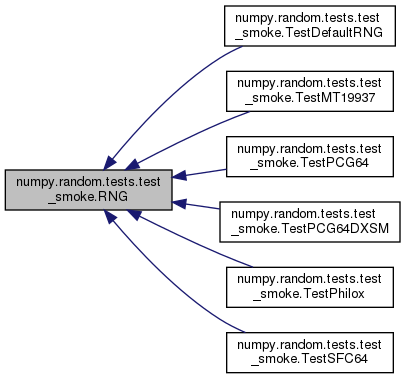 numpy.random.tests.test
_smoke.TestDefaultRNG
numpy.random.tests.test
_smoke.TestMT19937
numpy.random.tests.test
_smoke.TestPCG64
numpy.random.tests.test
_smoke.RNG
numpy.random.tests.test
_smoke.TestPCG64DXSM
numpy.random.tests.test
_smoke.TestPhilox
numpy.random.tests.test
_smoke.TestSFC64